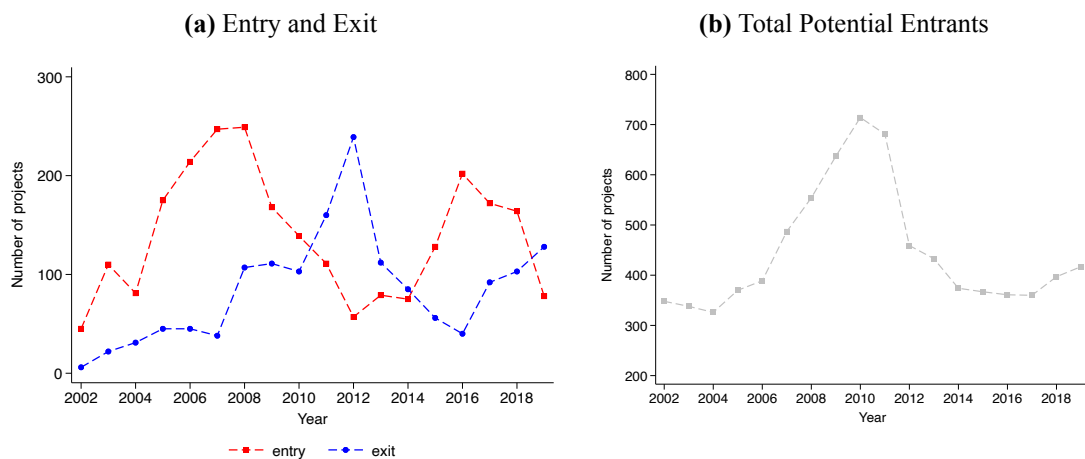 (a) Entry and Exit
300
200
100
0
Number of projects
2002 2004 2006 2008 2010 2012 2014 2016 2018
Year
entry exit
(b) Total Potential Entrants
800
700
600
500
400
300
200
Number of projects
2002 2004 2006 2008 2010 2012 2014 2016 2018
Year